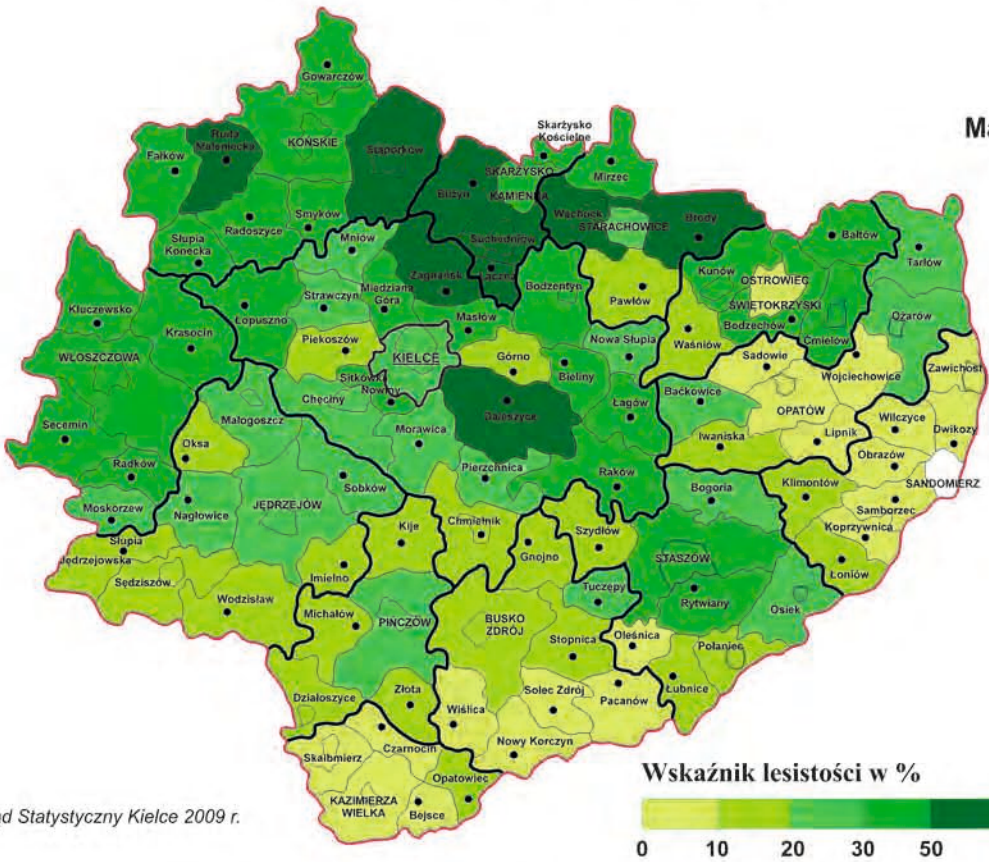 Gowarczów
Ma
Skarżysko
Kościelne
Ruda
Maleniecka
KOŃSKIE
Stąporków
SKARŻYSKO
KAMIENNA
Fałków
Bliżyn
Mirzec
Smyków
Radoszyce
Wąchock
STARACHOWICE
Brody
Słupia
Konecka
Mniów
Suchedniów
Łączna
Bałtów
Tarłów
Zagnańsk
Bodzentyn
Kunów
OSTROWIEC
ŚWIĘTOKRZYSKI
Strawczyn
Miedziana
Góra
Pawłów
Kluczewsko
Łopuszno
Masłów
Bodzechów
Ożarów
Krasocin
Piekoszów
Waśniów
Ćmielów
WŁOSZCZOWA
KIELCE
Górno
Nowa Słupia
Sadowie
Wojciechowice
Zawichost
Sitkówka
Nowiny
Bieliny
Chęciny
Baćkowice
Małogoszcz
Daleszyce
Łagów
OPATÓW
Wilczyce
Secemin
Oksa
Morawica
Iwaniska
Lipnik
Dwikozy
Obrazów
Radków
Pierzchnica
Raków
Klimontów
SANDOMIERZ
Sobków
Bogoria
Moskorzew
Nagłowice
JĘDRZEJÓW
Samborzec
Koprzywnica
Kije
Chmielnik
Szydłów
Słupia
Jędrzejowska
Gnojno
STASZÓW
Łoniów
Sędziszów
Imielno
Tuczępy
Rytwiany
Wodzisław
Osiek
Michałów
PIŃCZÓW
BUSKO
ZDRÓJ
Stopnica
Oleśnica
Połaniec
Działoszyce
Złota
Solec Zdrój
Pacanów
Łubnice
Wiślica
Czarnocin
Nowy Korczyn
Skalbmierz
Opatowiec
KAZIMIERZA
WIELKA
Bejsce
Wskaźnik lesistości w %
0 10 20 30 50
d Statystyczny Kielce 2009 r.